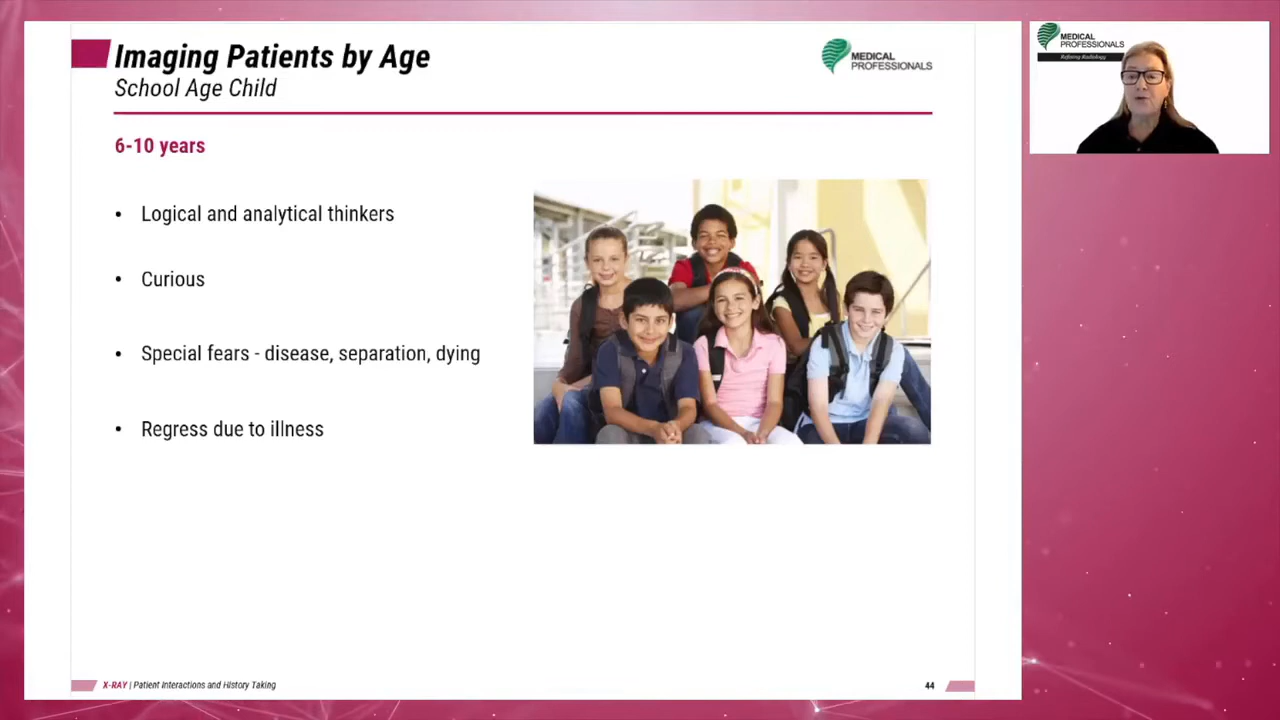 Imaging Patients by Age
School Age Child
MEDICAL
PROFESSIONALS
6-10 years
• Logical and analytical thinkers
• Curious
• Special fears - disease, separation, dying
• Regress due to illness
X-RAY | Patient Interactions and History Taking
44
MEDICAL
PROFESSIONALS
Refining Radiology